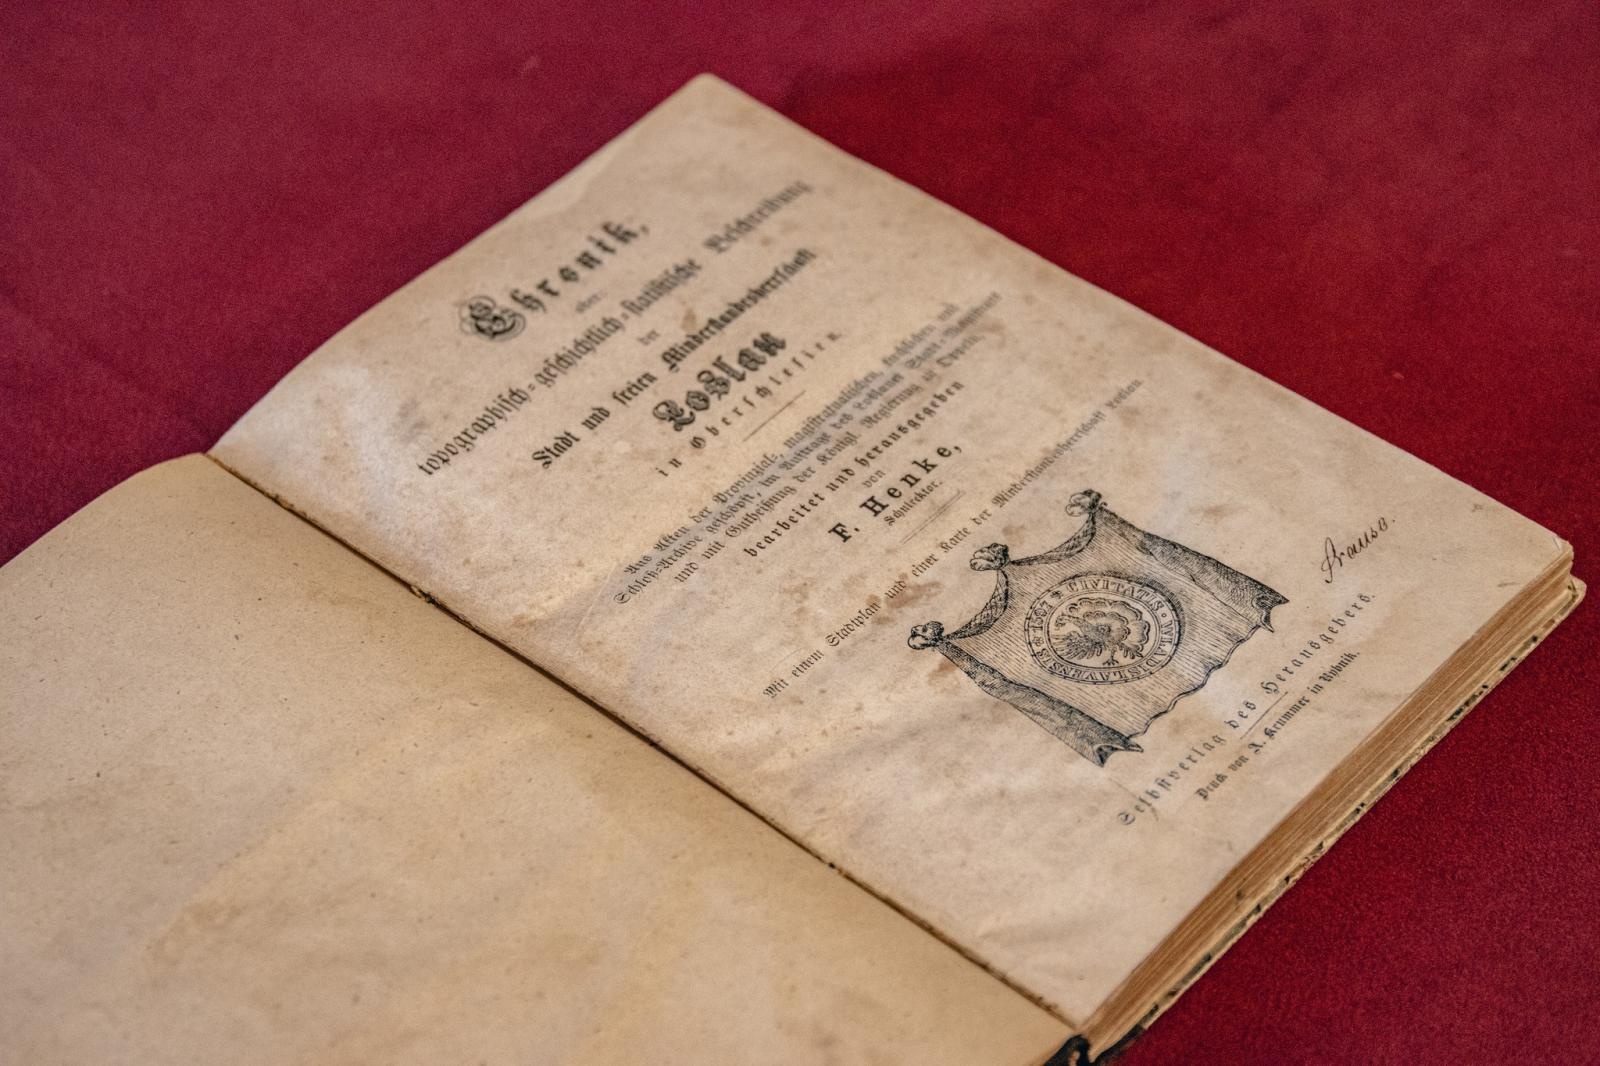 Chronik,
oder
topographisch-geschichtlich-statistische Beschreibung
der
Stadt und freien Minderstandesherrschaft
Loslau
in Oberschlesien.
Aus Akten der Provinzial-, magistratualischen, kirchlichen und
Schloß-Archive geschöpft, im Auftrage des Loslauer Stadt-Magistrats
und mit Gutheißung der Königl. Regierung in Oppeln,
bearbeitet und herausgegeben
von
F. Henke,
Schulrektor.
Mit einem Stadtplan und einer Karte der Minderstandesherrschaft Loslau.
CIVITATIS · WLADISLAVENSIS
Krause.
Selbstverlag des Herausgebers.
Druck von A. Krummer in Rybnik.